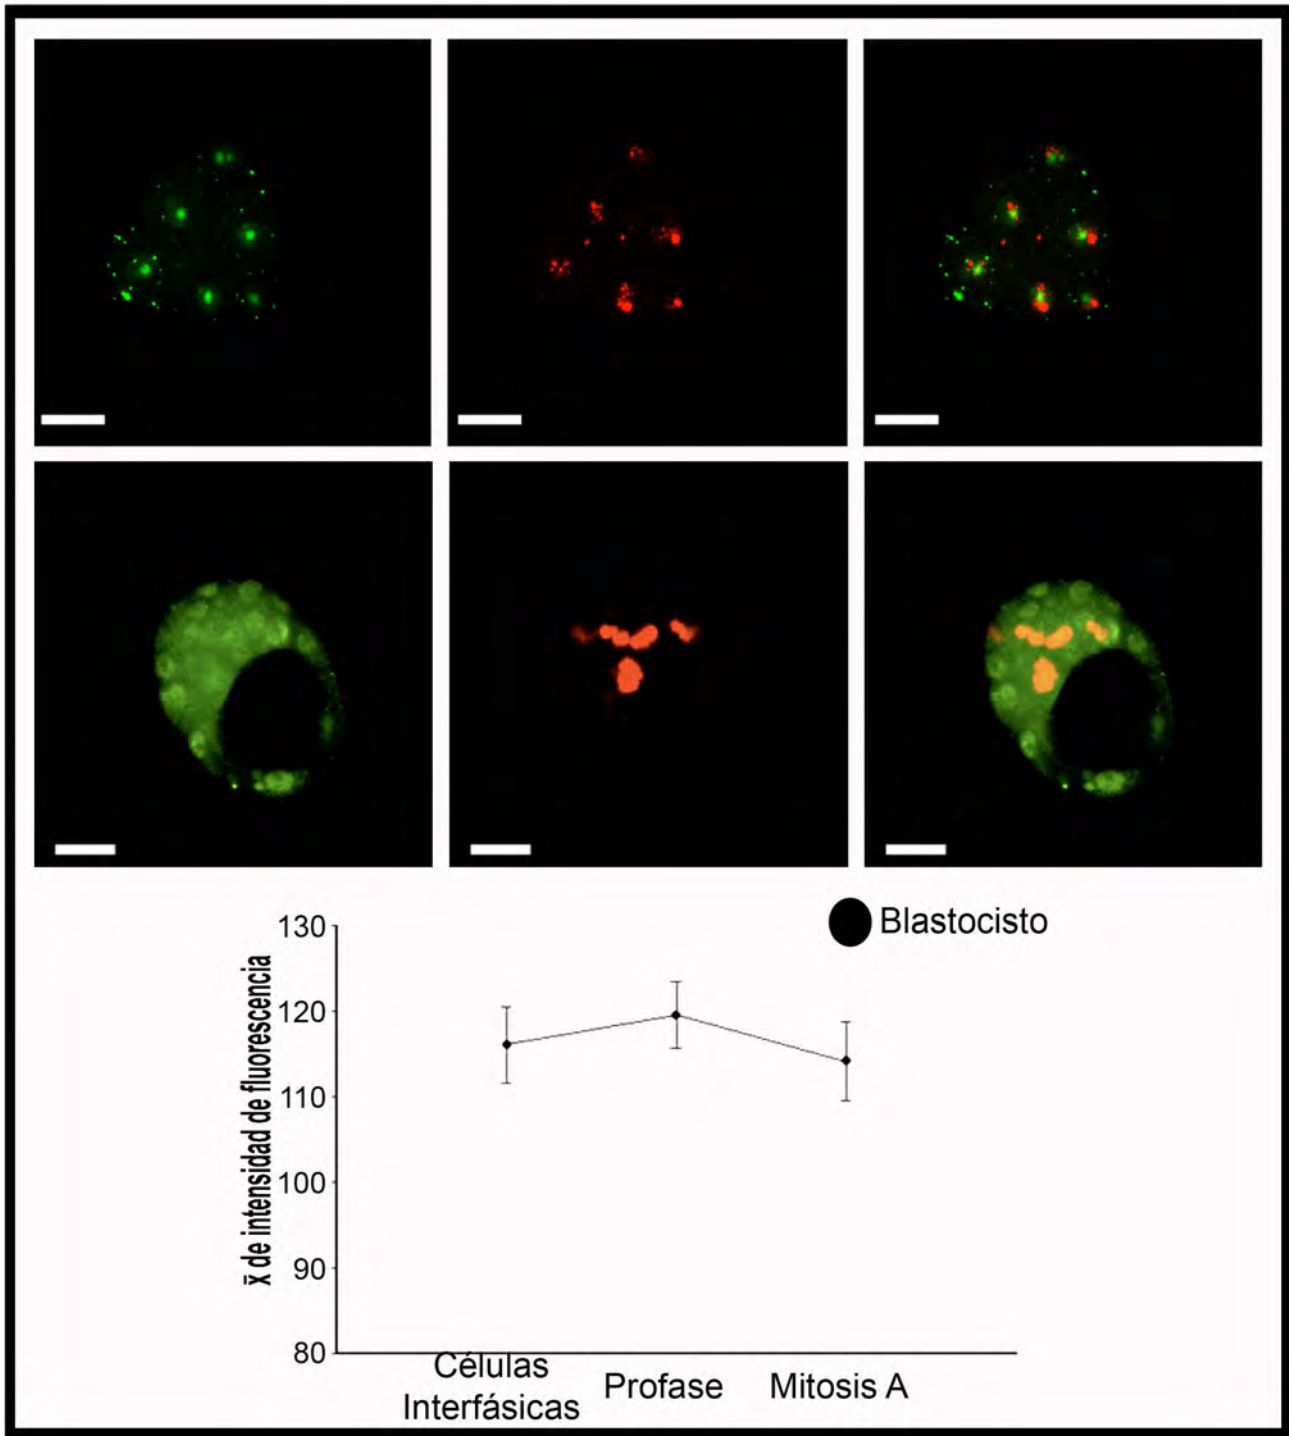 Blastocisto
x̄ de intensidad de fluorescencia
130
120
110
100
90
80
Células
Interfásicas
Profase
Mitosis A